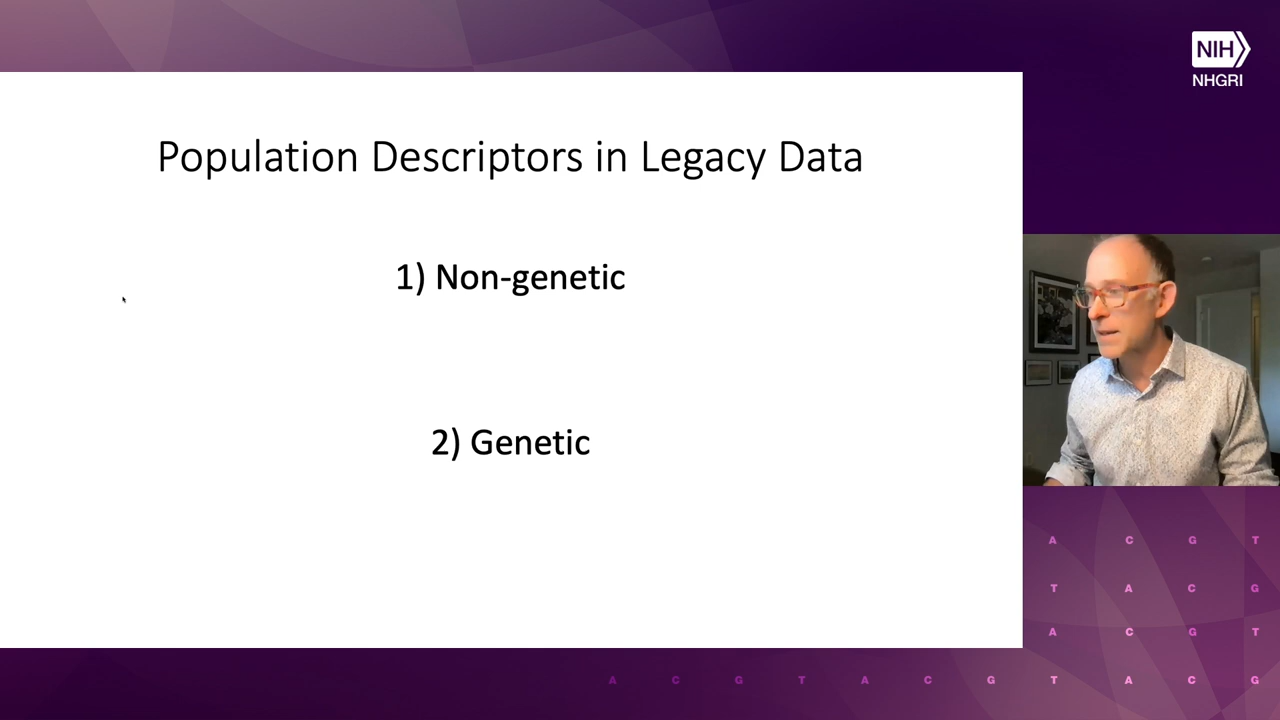 NIH
NHGRI
Population Descriptors in Legacy Data
1) Non-genetic
2) Genetic
A C G T
T A C G
A C G T
A C G T A C G T A C G